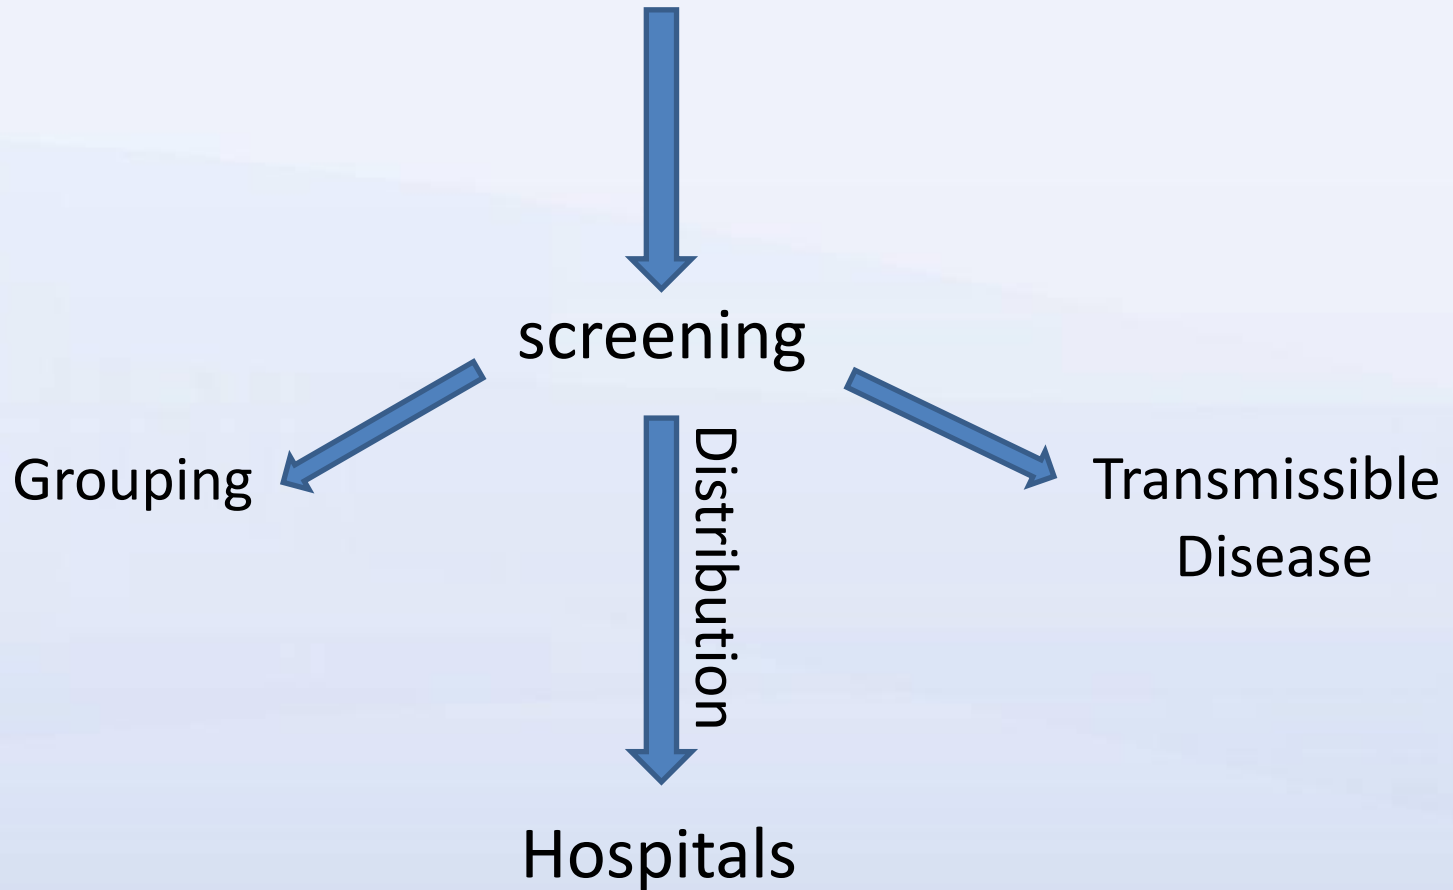 screening
Grouping
Distribution
Transmissible
Disease
Hospitals